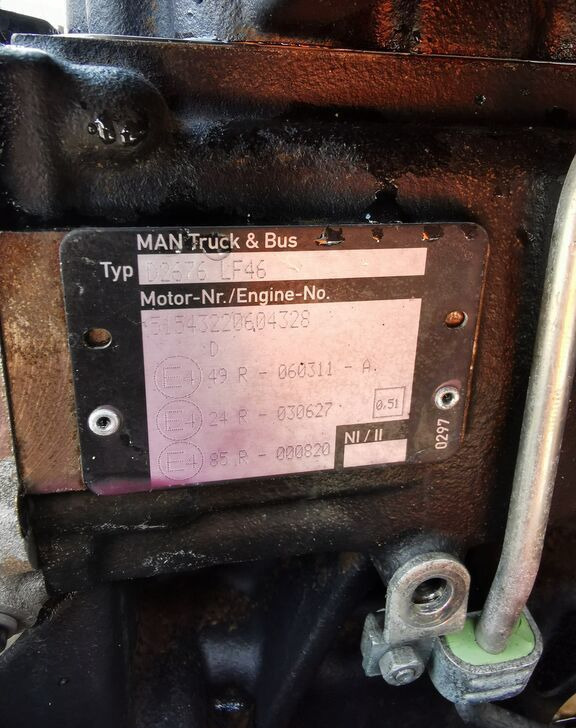 MAN Truck & Bus
Typ D2676 LF46
Motor-Nr./Engine-No.
51543220604328
D
E4 49 R - 060311 - A.
E4 24 R - 030627 0.51
E4 85 R - 000820
NI / II
0297